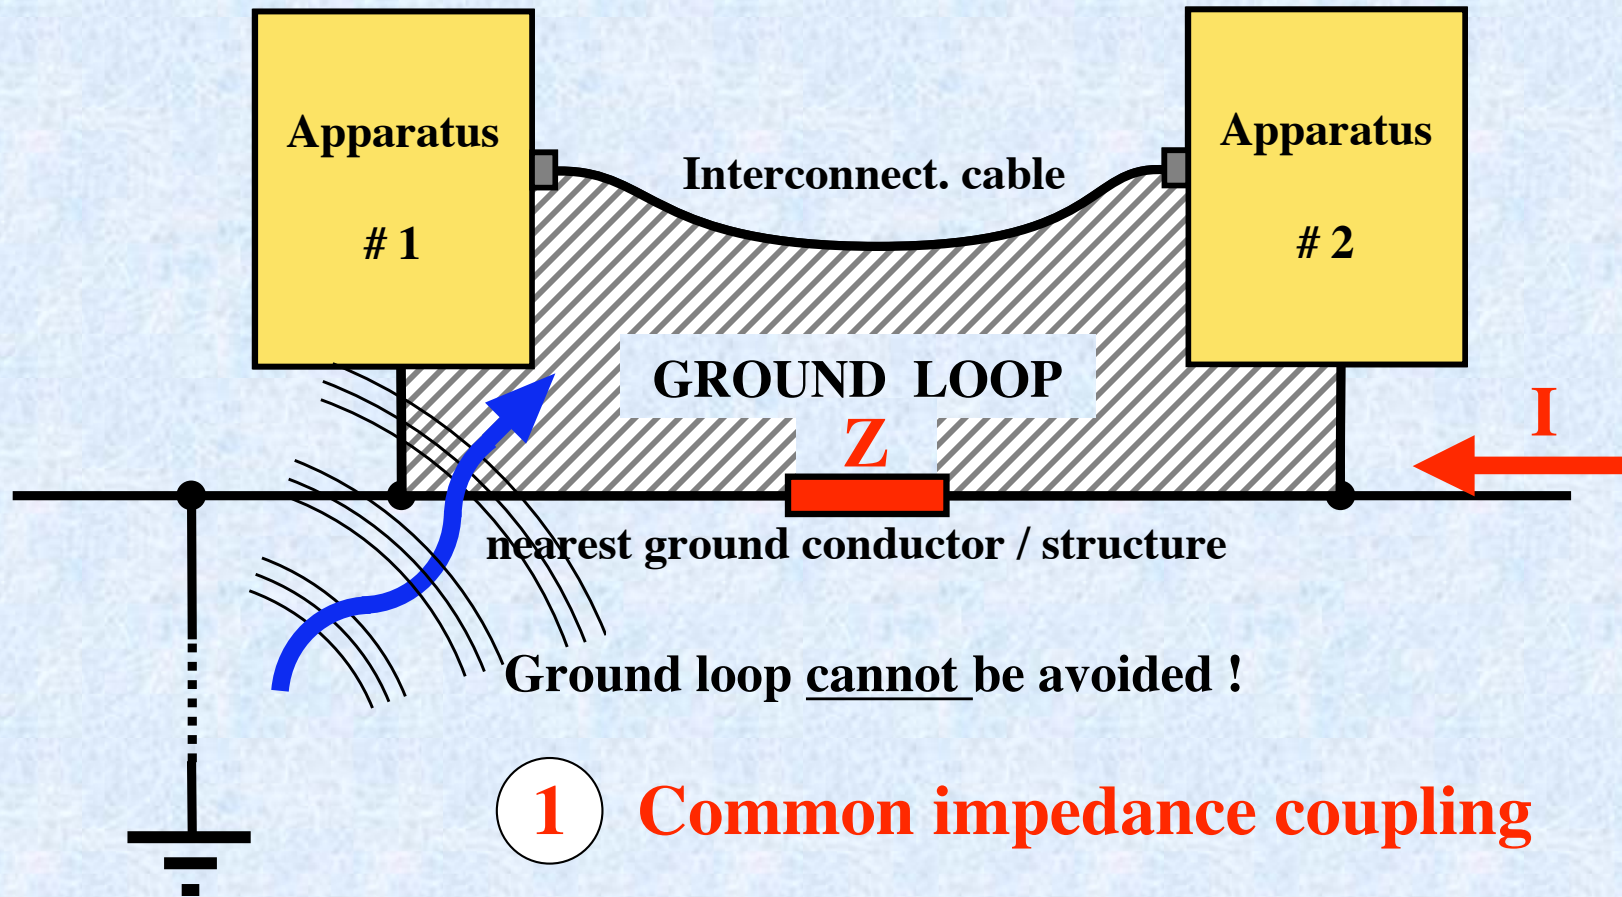 Apparatus
# 1
Apparatus
# 2
Interconnect. cable
GROUND LOOP
Z
I
nearest ground conductor / structure
Ground loop cannot be avoided !
1 Common impedance coupling